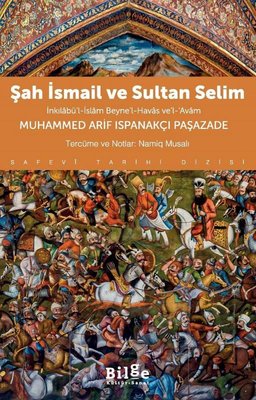 Şah İsmail ve Sultan Selim
İnkılâbü'l-İslâm Beyne'l-Havâs ve'l-'Avâm
MUHAMMED ARİF ISPANAKÇI PAŞAZADE
Tercüme ve Notlar: Namiq Musalı
SAFEVÎ TARİHİ DİZİSİ
Bilge
Kültür·Sanat